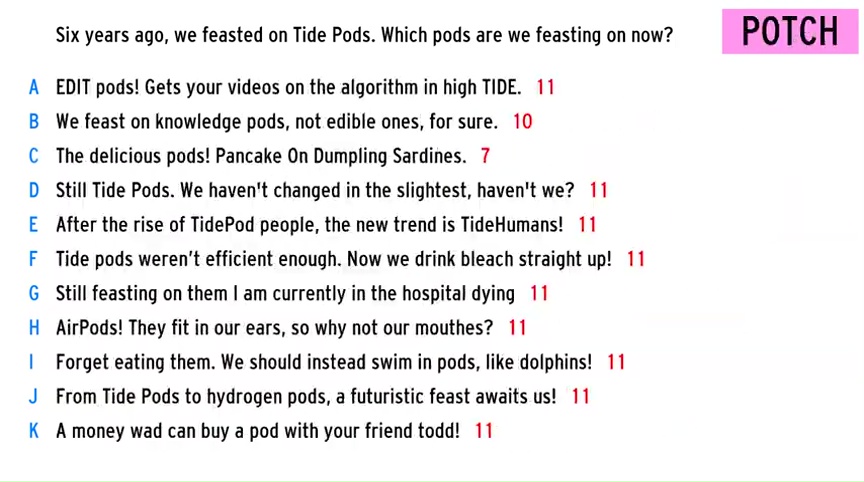 Six years ago, we feasted on Tide Pods. Which pods are we feasting on now?
POTCH
A EDIT pods! Gets your videos on the algorithm in high TIDE. 11
B We feast on knowledge pods, not edible ones, for sure. 10
C The delicious pods! Pancake On Dumpling Sardines. 7
D Still Tide Pods. We haven't changed in the slightest, haven't we? 11
E After the rise of TidePod people, the new trend is TideHumans! 11
F Tide pods weren't efficient enough. Now we drink bleach straight up! 11
G Still feasting on them I am currently in the hospital dying 11
H AirPods! They fit in our ears, so why not our mouthes? 11
I Forget eating them. We should instead swim in pods, like dolphins! 11
J From Tide Pods to hydrogen pods, a futuristic feast awaits us! 11
K A money wad can buy a pod with your friend todd! 11